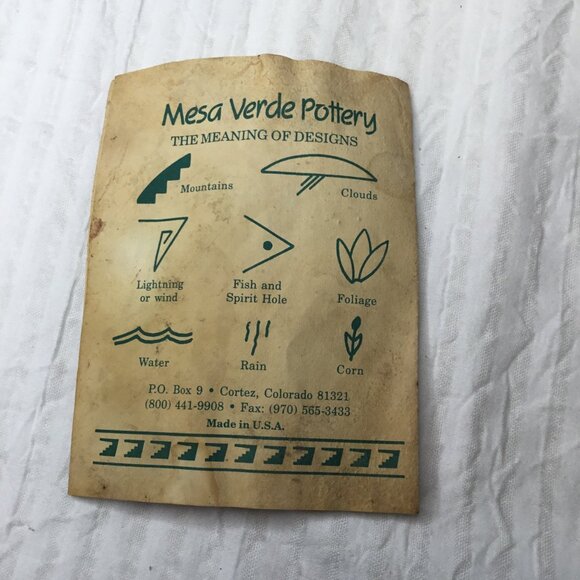 Mesa Verde Pottery
THE MEANING OF DESIGNS
Mountains
Clouds
Lightning
or wind
Fish and
Spirit Hole
Foliage
Water
Rain
Corn
P.O. Box 9 • Cortez, Colorado 81321
(800) 441-9908 • Fax: (970) 565-3433
Made in U.S.A.